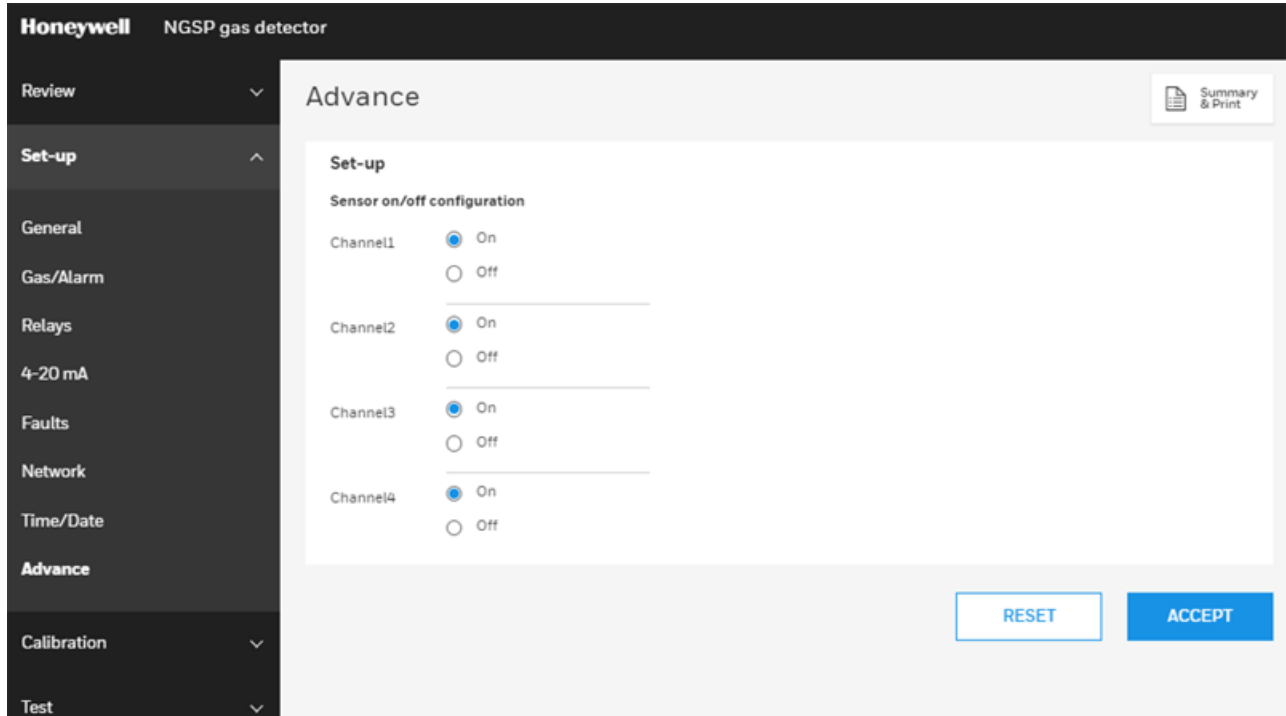 Honeywell NGSP gas detector
Review
Set-up
General
Gas/Alarm
Relays
4-20 mA
Faults
Network
Time/Date
Advance
Calibration
Test
Advance
Summary
& Print
Set-up
Sensor on/off configuration
Channel1
On
Off
Channel2
On
Off
Channel3
On
Off
Channel4
On
Off
RESET
ACCEPT